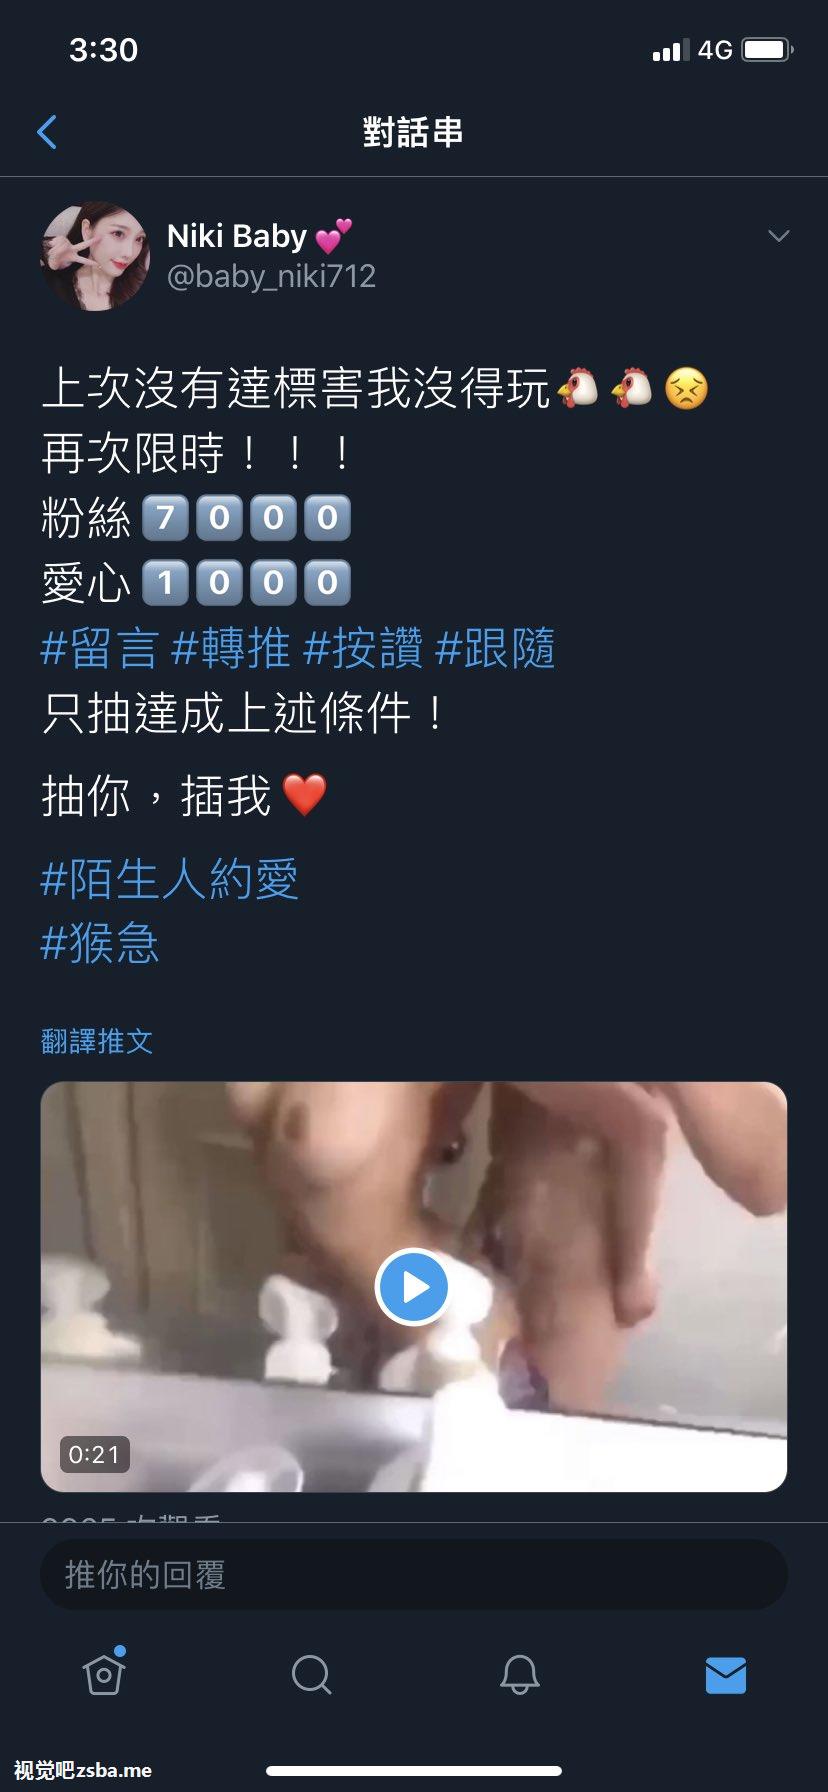 3:30
4G
對話串
Niki Baby 💕
@baby_niki712
上次沒有達標害我沒得玩🐔🐔😣
再次限時！！！
粉絲7️⃣0️⃣0️⃣0️⃣
愛心1️⃣0️⃣0️⃣0️⃣
#留言 #轉推 #按讚 #跟隨
只抽達成上述條件！
抽你，插我❤️
#陌生人約愛
#猴急
翻譯推文
0:21
次觀看
推你的回覆
视觉吧zsba.me